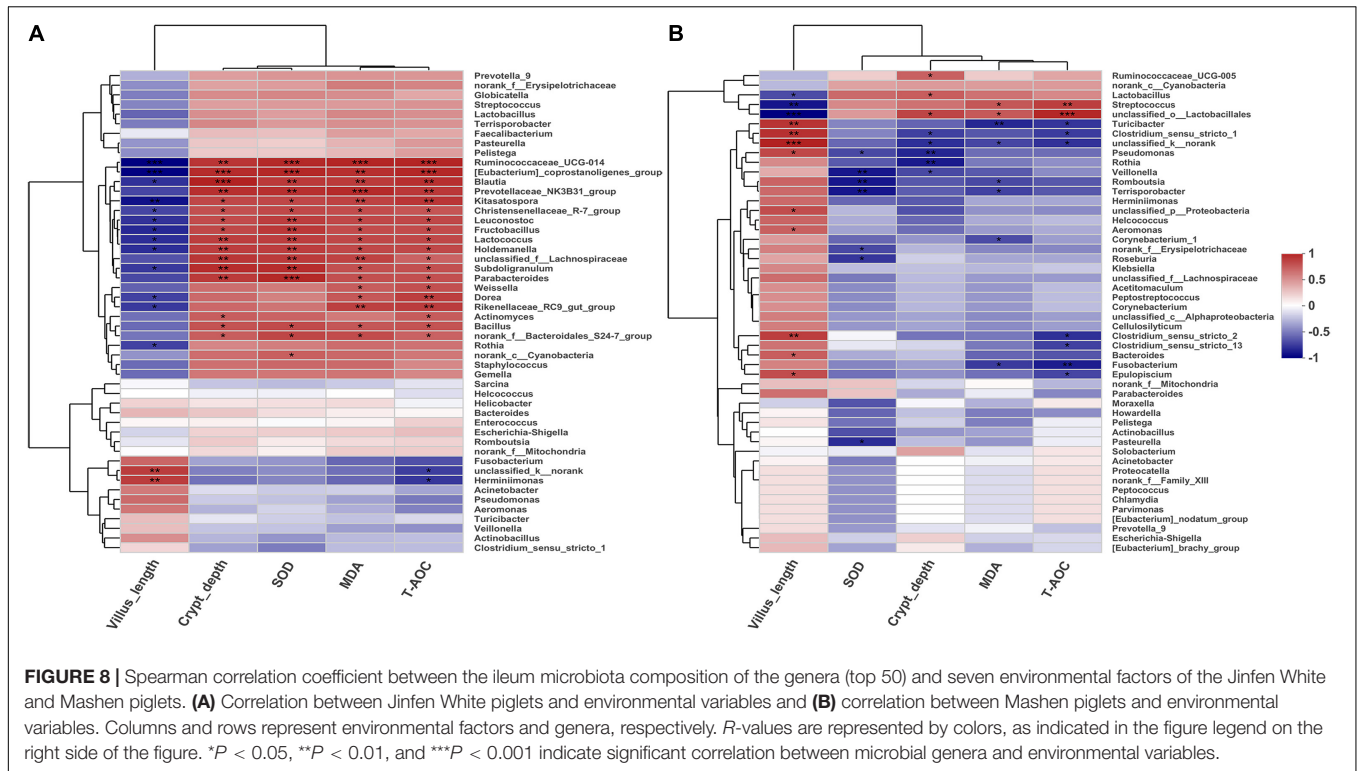 A
Prevotella_9
norank_f__Erysipelotrichaceae
Globicatella
Streptococcus
Lactobacillus
Terrisporobacter
Faecalibacterium
Pasteurella
Pelistega
*** ** *** *** *** Ruminococcaceae_UCG-014
*** *** *** ** *** [Eubacterium]_coprostanoligenes_group
* *** ** ** ** Blautia
** ** *** ** Prevotellaceae_NK3B31_group
** * * ** ** Kitasatospora
* * * * * Christensenellaceae_R-7_group
* * ** * * Leuconostoc
* * ** * * Fructobacillus
* ** ** * * Lactococcus
* ** ** * * Holdemanella
** ** ** * unclassified_f__Lachnospiraceae
* ** ** * * Subdoligranulum
** *** * * Parabacteroides
* * Weissella
* * ** Dorea
* ** ** Rikenellaceae_RC9_gut_group
* * Actinomyces
* * * * Bacillus
* * * * norank_f__Bacteroidales_S24-7_group
* Rothia
* norank_c__Cyanobacteria
Staphylococcus
Gemella
Sarcina
Helcococcus
Helicobacter
Bacteroides
Enterococcus
Escherichia-Shigella
Romboutsia
norank_f__Mitochondria
Fusobacterium
** * unclassified_k__norank
** * Herminiimonas
Acinetobacter
Pseudomonas
Aeromonas
Turicibacter
Veillonella
Actinobacillus
Clostridium_sensu_stricto_1
Villus_length
Crypt_depth
SOD
MDA
T-AOC
B
* Ruminococcaceae_UCG-005
norank_c__Cyanobacteria
* * Lactobacillus
** * ** Streptococcus
*** * * *** unclassified_o__Lactobacillales
** ** * Turicibacter
** * * Clostridium_sensu_stricto_1
*** * * * unclassified_k__norank
* * ** Pseudomonas
** Rothia
** * Veillonella
** * Romboutsia
** * Terrisporobacter
Herminiimonas
* unclassified_p__Proteobacteria
Helcococcus
* Aeromonas
* Corynebacterium_1
* norank_f__Erysipelotrichaceae
* Roseburia
Klebsiella
unclassified_f__Lachnospiraceae
Acetitomaculum
Peptostreptococcus
Corynebacterium
unclassified_c__Alphaproteobacteria
Cellulosilyticum
** * Clostridium_sensu_stricto_2
* Clostridium_sensu_stricto_13
* Bacteroides
* ** Fusobacterium
* * Epulopiscium
norank_f__Mitochondria
Parabacteroides
Moraxella
Howardella
Pelistega
Actinobacillus
* Pasteurella
Solobacterium
Acinetobacter
Proteocatella
norank_f__Family_XIII
Peptococcus
Chlamydia
Parvimonas
[Eubacterium]_nodatum_group
Prevotella_9
Escherichia-Shigella
[Eubacterium]_brachy_group
Villus_length
SOD
Crypt_depth
MDA
T-AOC
1
0.5
0
-0.5
-1
FIGURE 8 | Spearman correlation coefficient between the ileum microbiota composition of the genera (top 50) and seven environmental factors of the Jinfen White
and Mashen piglets. (A) Correlation between Jinfen White piglets and environmental variables and (B) correlation between Mashen piglets and environmental
variables. Columns and rows represent environmental factors and genera, respectively. R-values are represented by colors, as indicated in the figure legend on the
right side of the figure. *P < 0.05, **P < 0.01, and ***P < 0.001 indicate significant correlation between microbial genera and environmental variables.